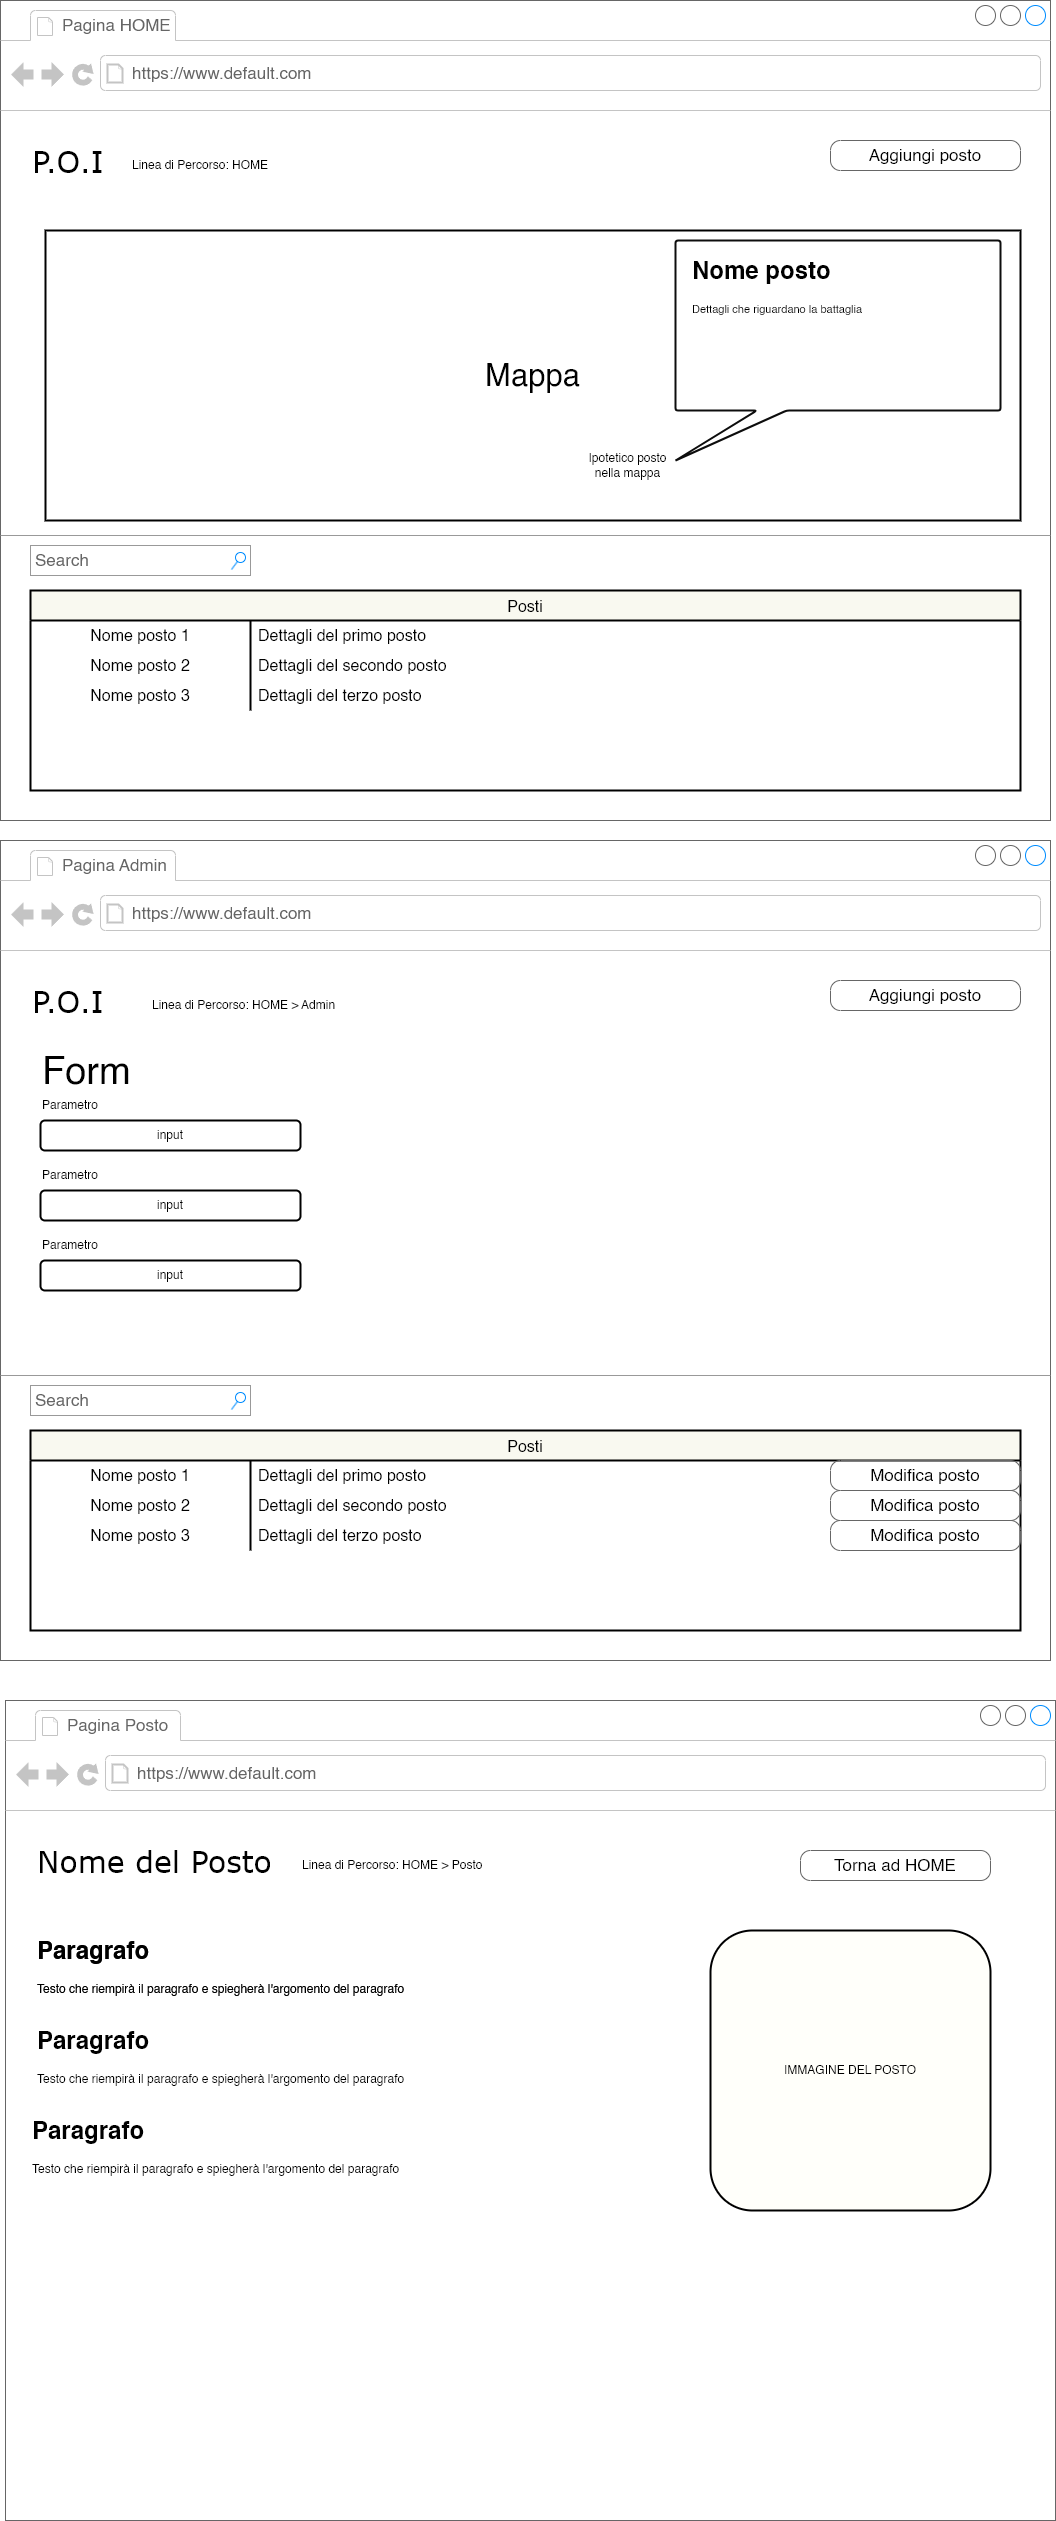 Pagina HOME
https://www.default.com
P.O.I
Linea di Percorso: HOME
Aggiungi posto
Nome posto
Dettagli che riguardano la battaglia
Mappa
Ipotetico posto
nella mappa
Search
Posti
Nome posto 1
Dettagli del primo posto
Nome posto 2
Dettagli del secondo posto
Nome posto 3
Dettagli del terzo posto
Pagina Admin
https://www.default.com
P.O.I
Linea di Percorso: HOME > Admin
Aggiungi posto
Form
Parametro
input
Parametro
input
Parametro
input
Search
Posti
Nome posto 1
Dettagli del primo posto
Modifica posto
Nome posto 2
Dettagli del secondo posto
Modifica posto
Nome posto 3
Dettagli del terzo posto
Modifica posto
Pagina Posto
https://www.default.com
Nome del Posto
Linea di Percorso: HOME > Posto
Torna ad HOME
Paragrafo
Testo che riempirà il paragrafo e spiegherà l'argomento del paragrafo
Paragrafo
Testo che riempirà il paragrafo e spiegherà l'argomento del paragrafo
Paragrafo
Testo che riempirà il paragrafo e spiegherà l'argomento del paragrafo
IMMAGINE DEL POSTO